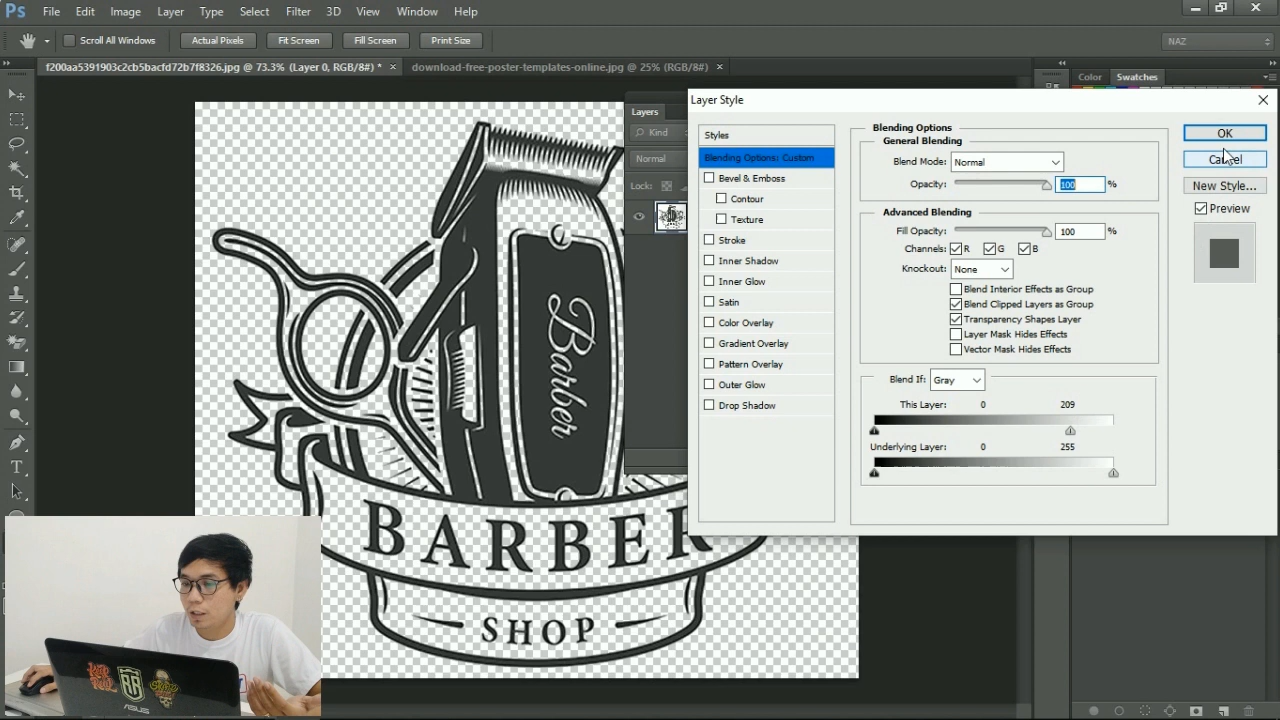 Ps File Edit Image Layer Type Select Filter 3D View Window Help
Scroll All Windows Actual Pixels Fit Screen Fill Screen Print Size NAZ
f200aa5391903c2cb5bacfd72b7f8326.jpg @ 73.3% (Layer 0, RGB/8#) * × download-free-poster-templates-online.jpg @ 25% (RGB/8#) ×
Color Swatches
Layers
Kind
Normal
Lock:
Layer Style
Styles
Blending Options: Custom
Bevel & Emboss
Contour
Texture
Stroke
Inner Shadow
Inner Glow
Satin
Color Overlay
Gradient Overlay
Pattern Overlay
Outer Glow
Drop Shadow
Blending Options
General Blending
Blend Mode: Normal
Opacity: 100 %
Advanced Blending
Fill Opacity: 100 %
Channels: R G B
Knockout: None
Blend Interior Effects as Group
Blend Clipped Layers as Group
Transparency Shapes Layer
Layer Mask Hides Effects
Vector Mask Hides Effects
Blend If: Gray
This Layer: 0 209
Underlying Layer: 0 255
OK
Cancel
New Style...
Preview
Barber
BARBER
SHOP
ASUS